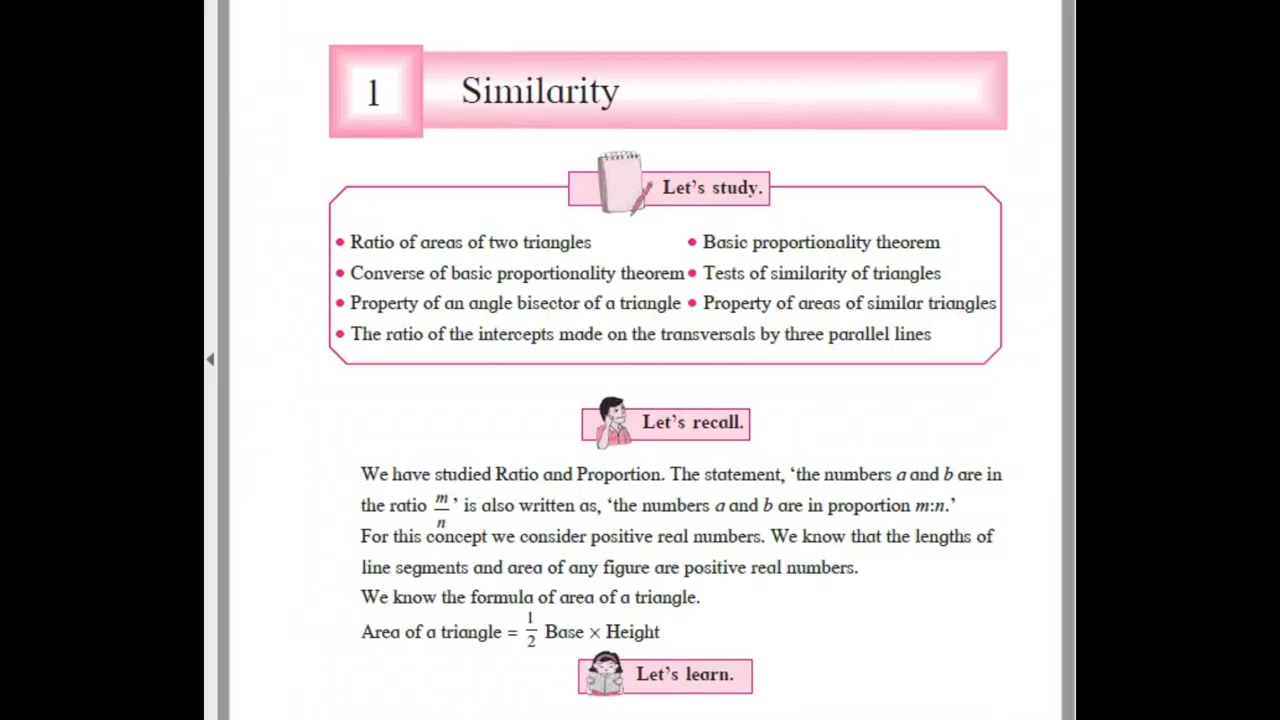 1 Similarity
Let's study.
• Ratio of areas of two triangles • Basic proportionality theorem
• Converse of basic proportionality theorem • Tests of similarity of triangles
• Property of an angle bisector of a triangle • Property of areas of similar triangles
• The ratio of the intercepts made on the transversals by three parallel lines
Let's recall.
We have studied Ratio and Proportion. The statement, ‘the numbers a and b are in
the ratio m/n’ is also written as, ‘the numbers a and b are in proportion m:n.’
For this concept we consider positive real numbers. We know that the lengths of
line segments and area of any figure are positive real numbers.
We know the formula of area of a triangle.
Area of a triangle = 1/2 Base × Height
Let's learn.